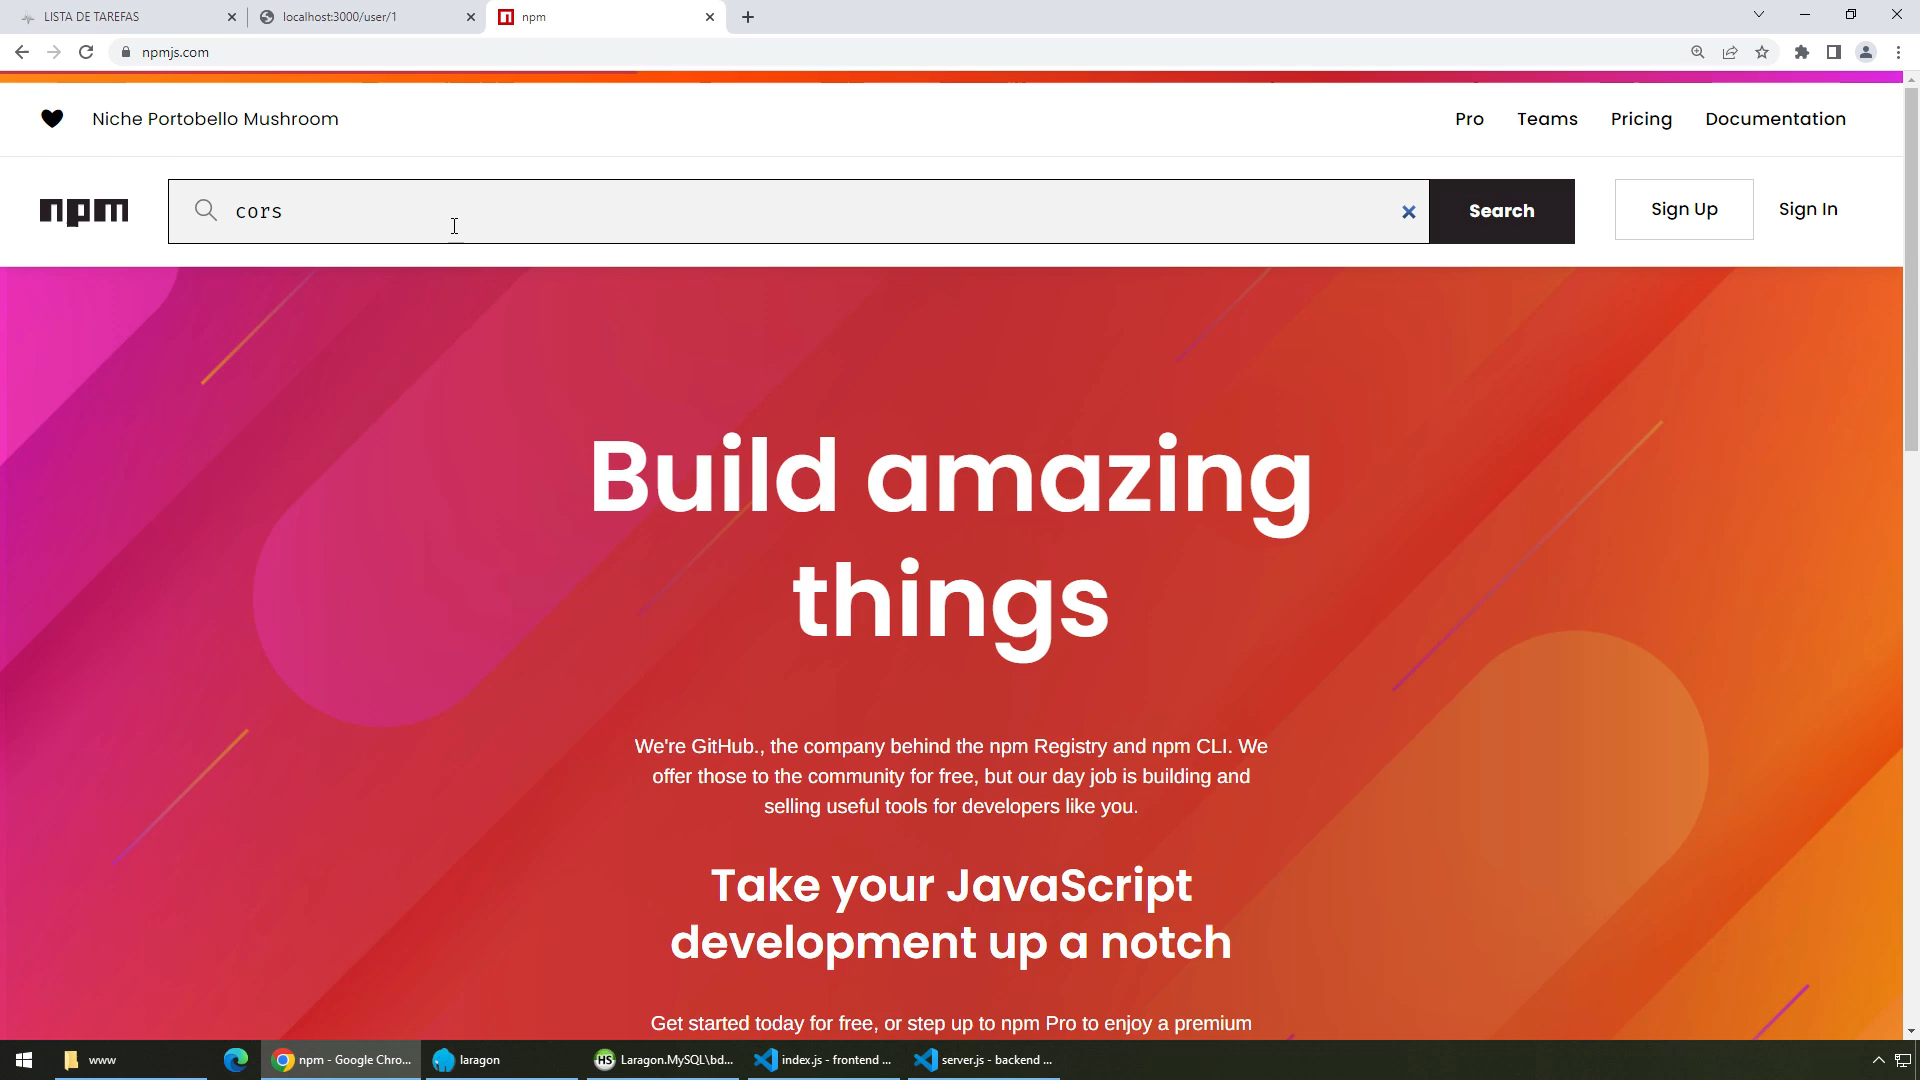 LISTA DE TAREFAS
localhost:3000/user/1
npm
npmjs.com
Niche Portobello Mushroom
Pro
Teams
Pricing
Documentation
npm
cors
Search
Sign Up
Sign In
Build amazing
things
We're GitHub., the company behind the npm Registry and npm CLI. We
offer those to the community for free, but our day job is building and
selling useful tools for developers like you.
Take your JavaScript
development up a notch
Get started today for free, or step up to npm Pro to enjoy a premium
www
npm - Google Chro...
laragon
HS
Laragon.MySQL\bd...
index.js - frontend ...
server.js - backend ...